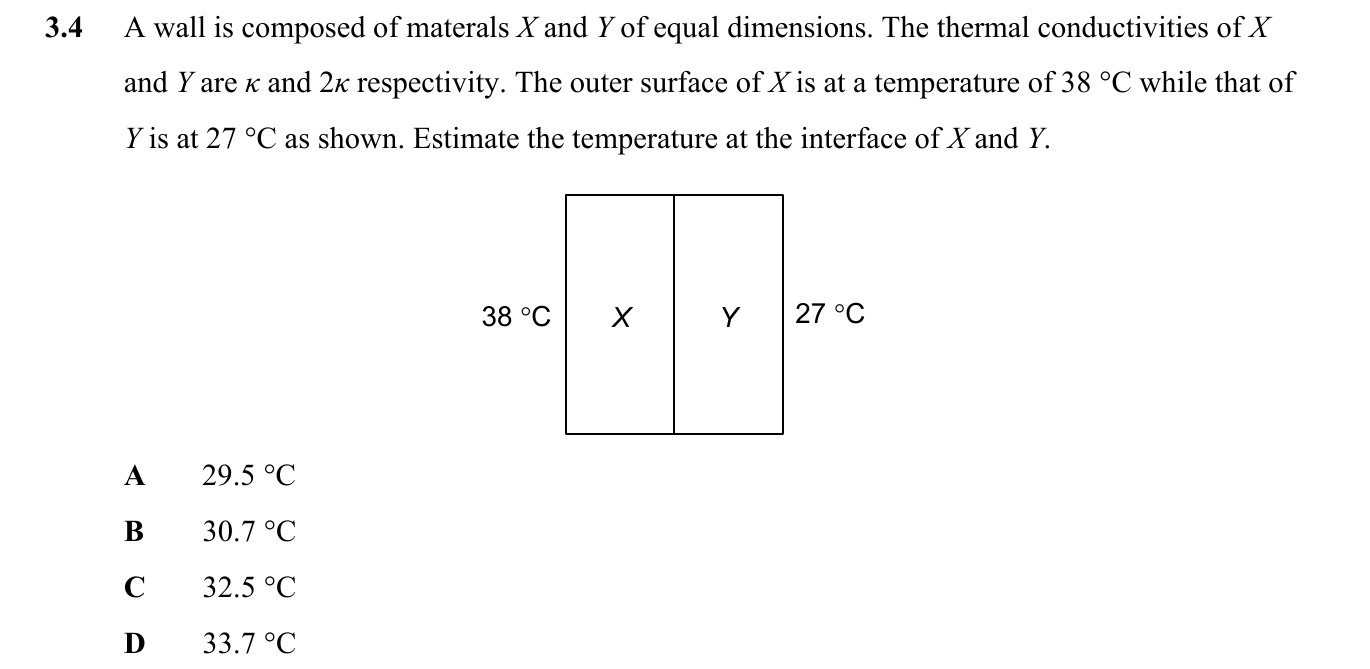 3.4 A wall is composed of materals X and Y of equal dimensions. The thermal conductivities of X
and Y are κ and 2κ respectivity. The outer surface of X is at a temperature of 38 °C while that of
Y is at 27 °C as shown. Estimate the temperature at the interface of X and Y.
38 °C X Y 27 °C
A 29.5 °C
B 30.7 °C
C 32.5 °C
D 33.7 °C